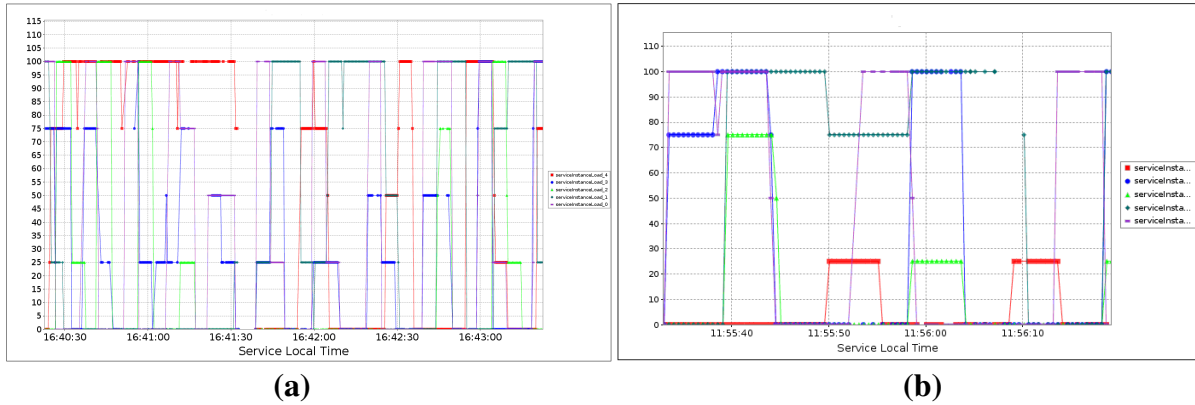 115
110
105
100
95
90
85
80
75
70
65
60
55
50
45
40
35
30
25
20
15
10
5
0
16:40:30 16:41:00 16:41:30 16:42:00 16:42:30 16:43:00
Service Local Time
serviceInstanceLoad_4
serviceInstanceLoad_3
serviceInstanceLoad_2
serviceInstanceLoad_1
serviceInstanceLoad_0
(a)
110
100
90
80
70
60
50
40
30
20
10
0
11:55:40 11:55:50 11:56:00 11:56:10
Service Local Time
serviceInsta...
serviceInsta...
serviceInsta...
serviceInsta...
serviceInsta...
(b)